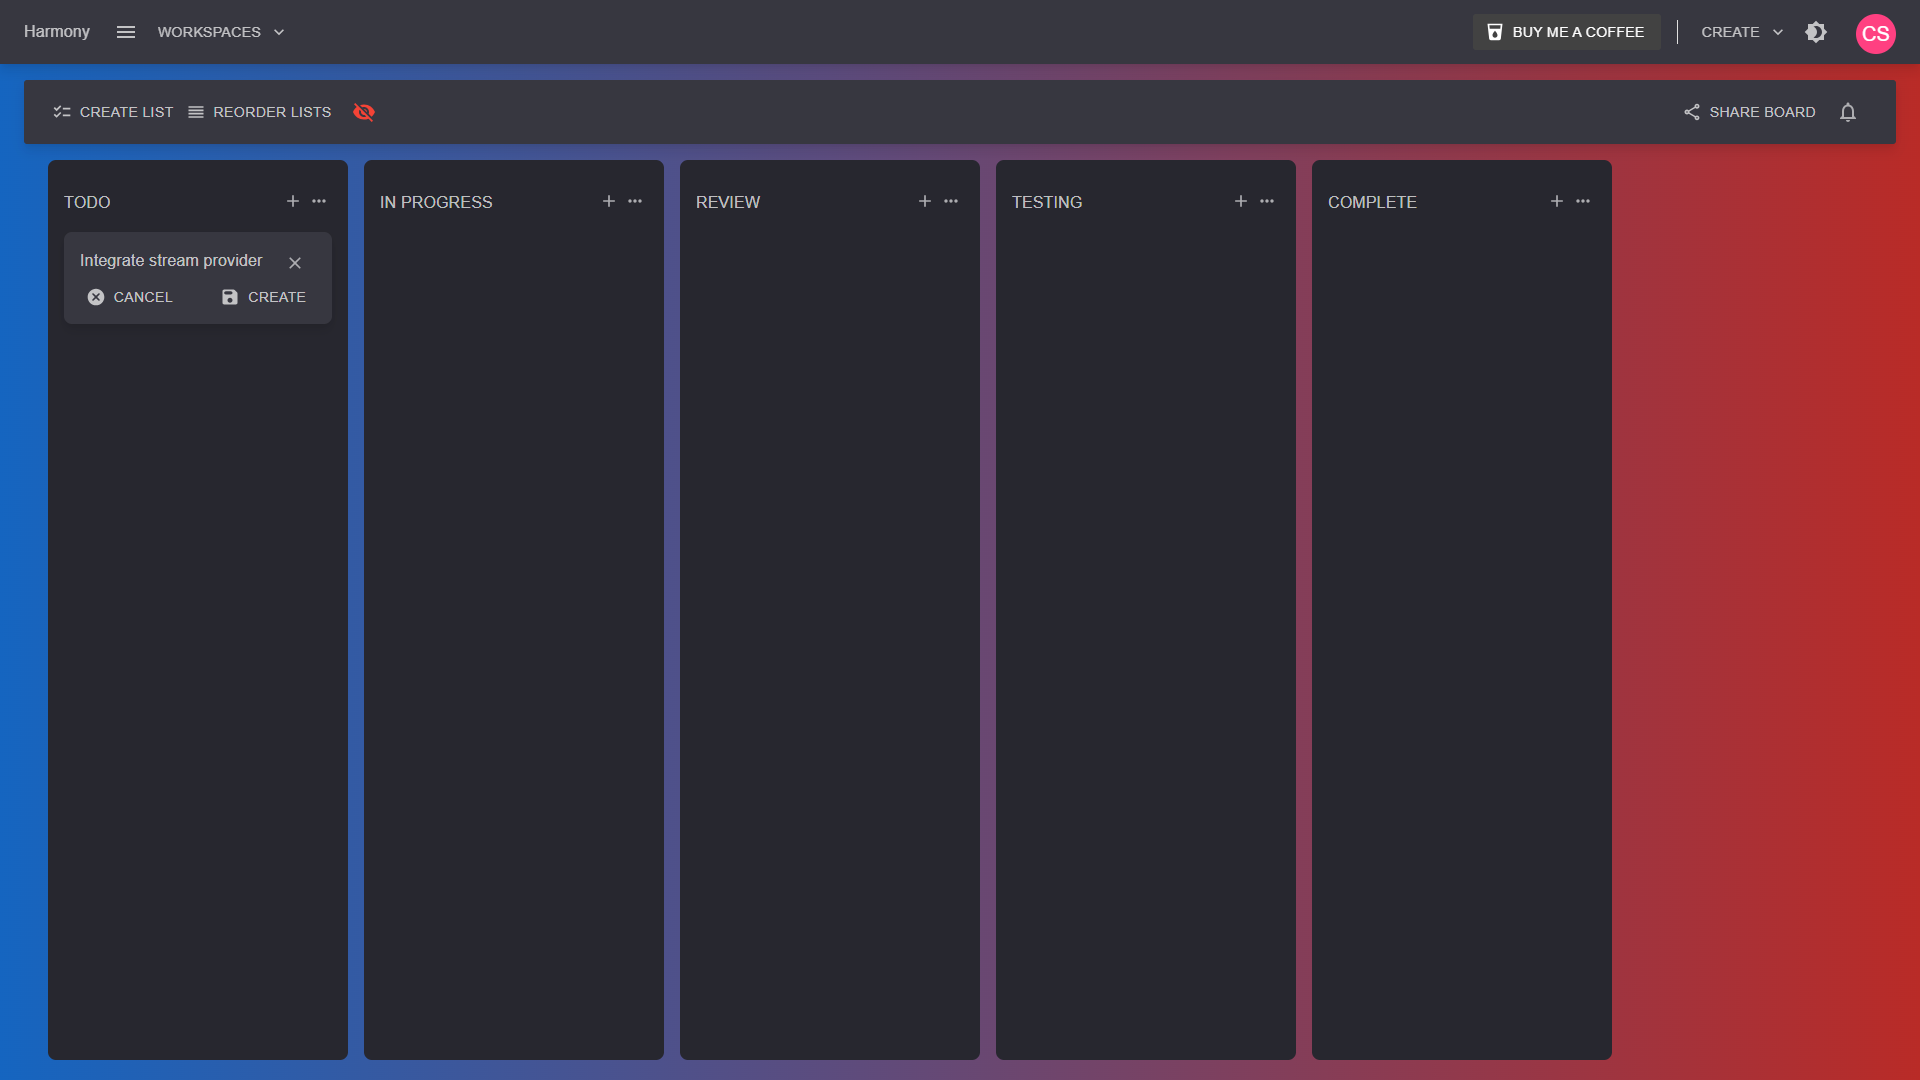 Harmony WORKSPACES BUY ME A COFFEE CREATE CS
CREATE LIST REORDER LISTS SHARE BOARD
TODO IN PROGRESS REVIEW TESTING COMPLETE
Integrate stream provider
CANCEL CREATE